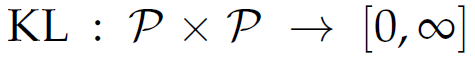 KL : 𝒫 × 𝒫 → [0, ∞]